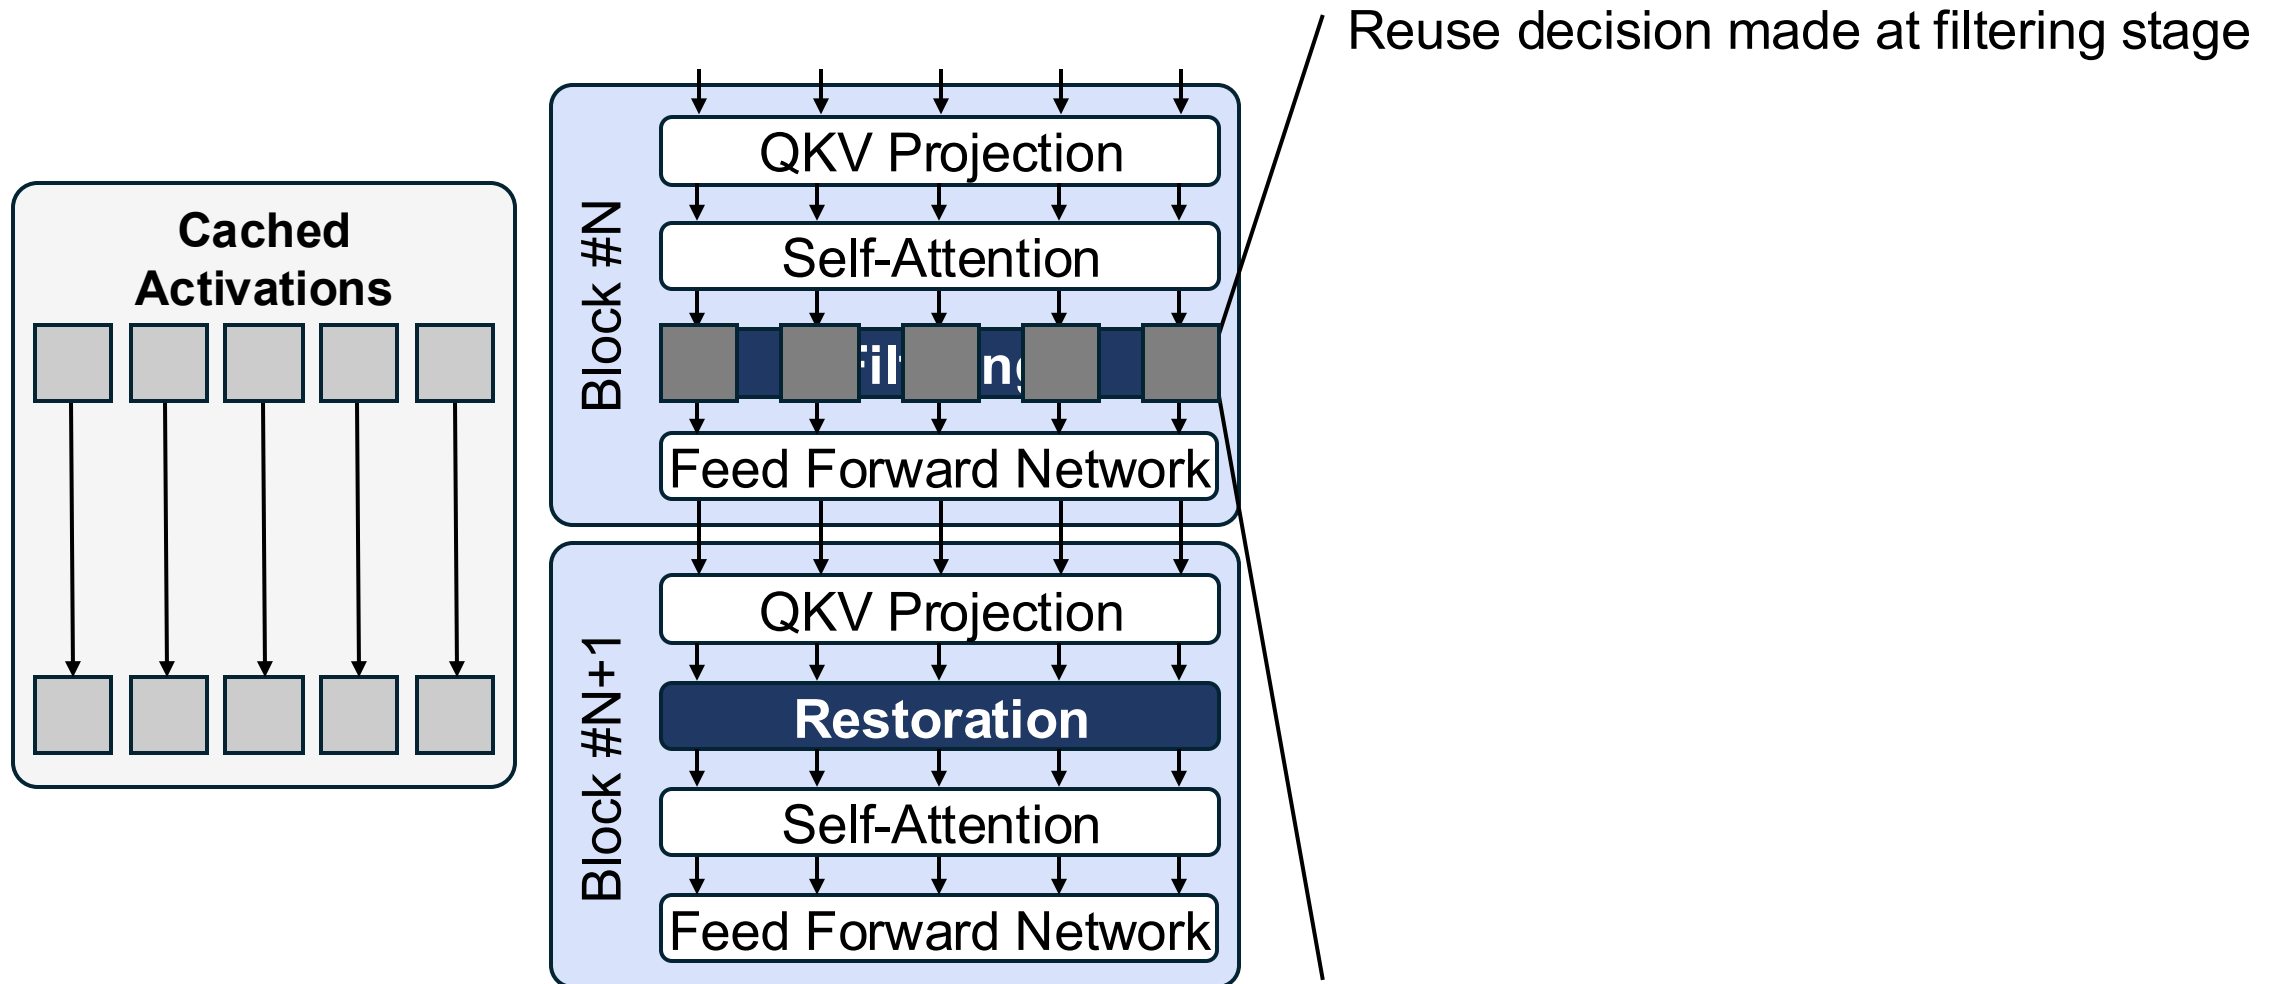 Reuse decision made at filtering stage
Cached
Activations
Block #N
QKV Projection
Self-Attention
Feed Forward Network
Block #N+1
QKV Projection
Restoration
Self-Attention
Feed Forward Network